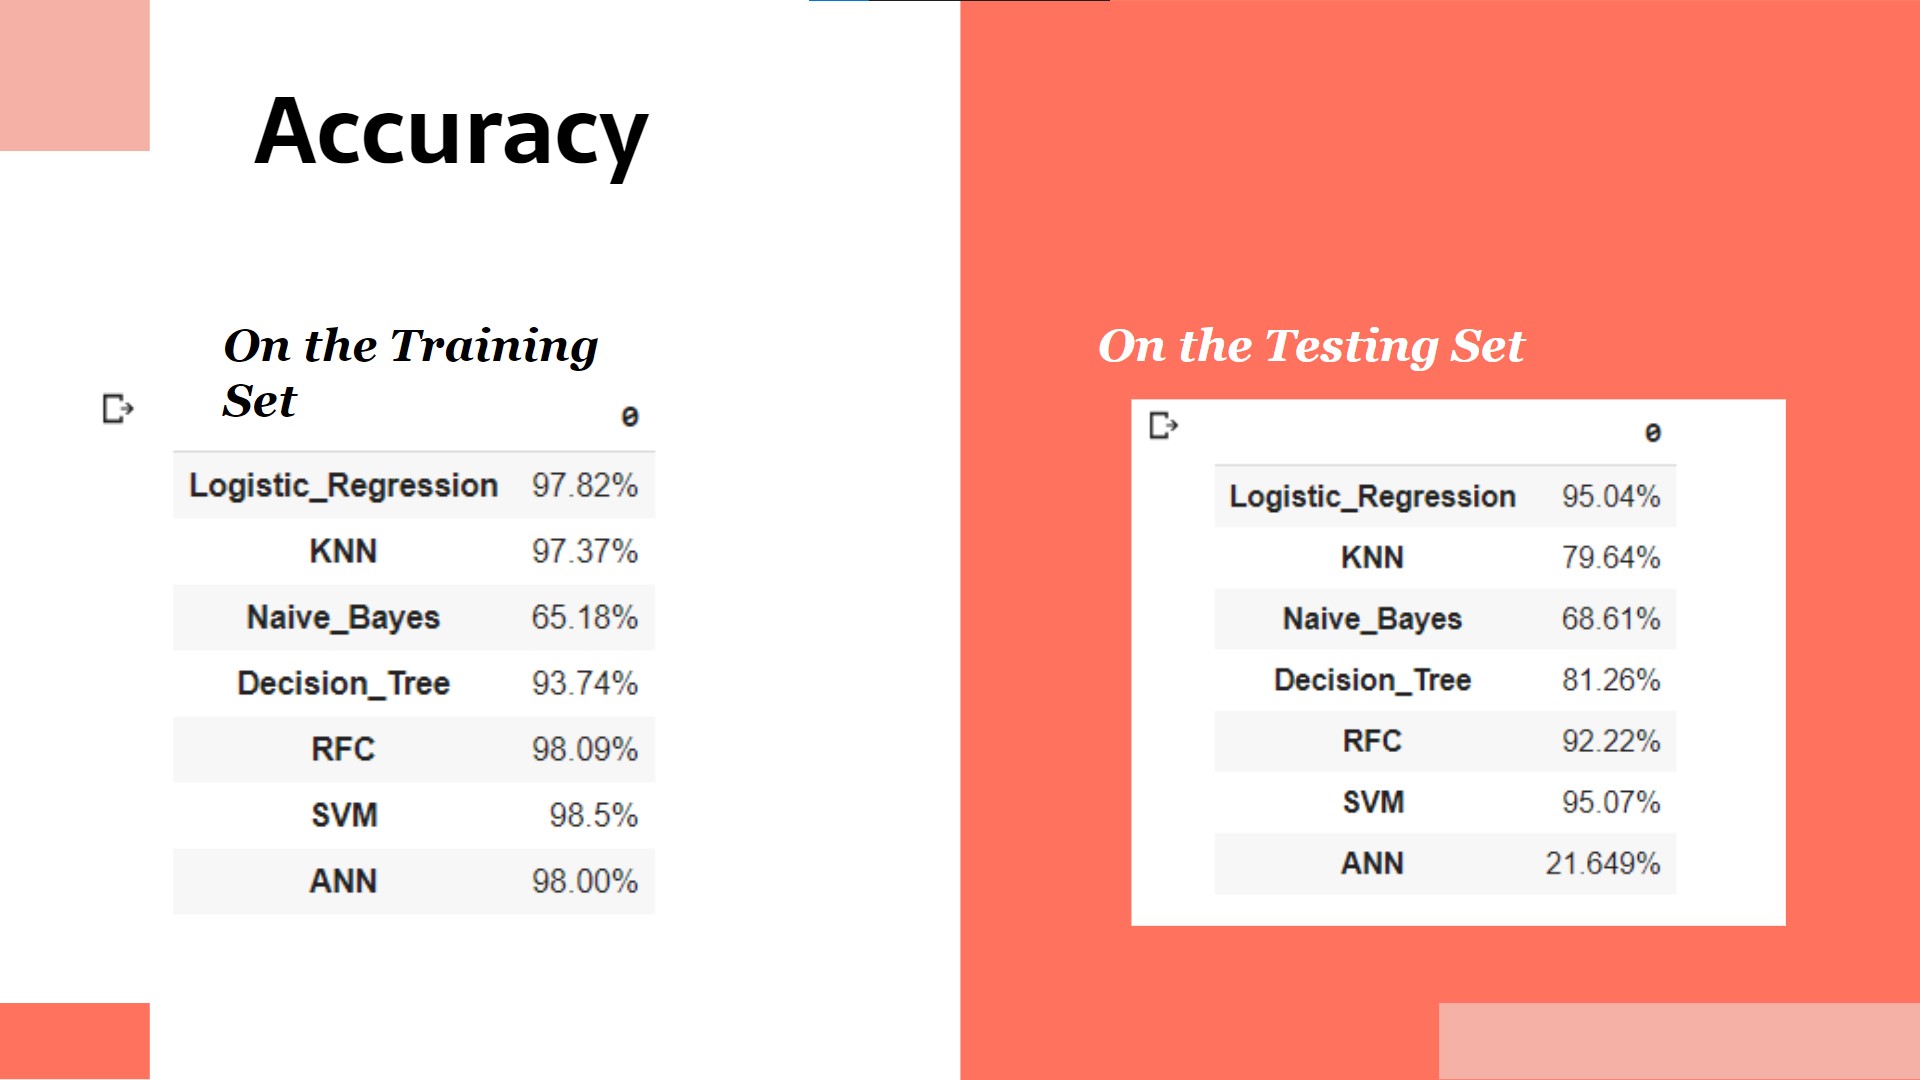 Accuracy
On the Training
Set
0
Logistic_Regression 97.82%
KNN 97.37%
Naive_Bayes 65.18%
Decision_Tree 93.74%
RFC 98.09%
SVM 98.5%
ANN 98.00%
On the Testing Set
0
Logistic_Regression 95.04%
KNN 79.64%
Naive_Bayes 68.61%
Decision_Tree 81.26%
RFC 92.22%
SVM 95.07%
ANN 21.649%